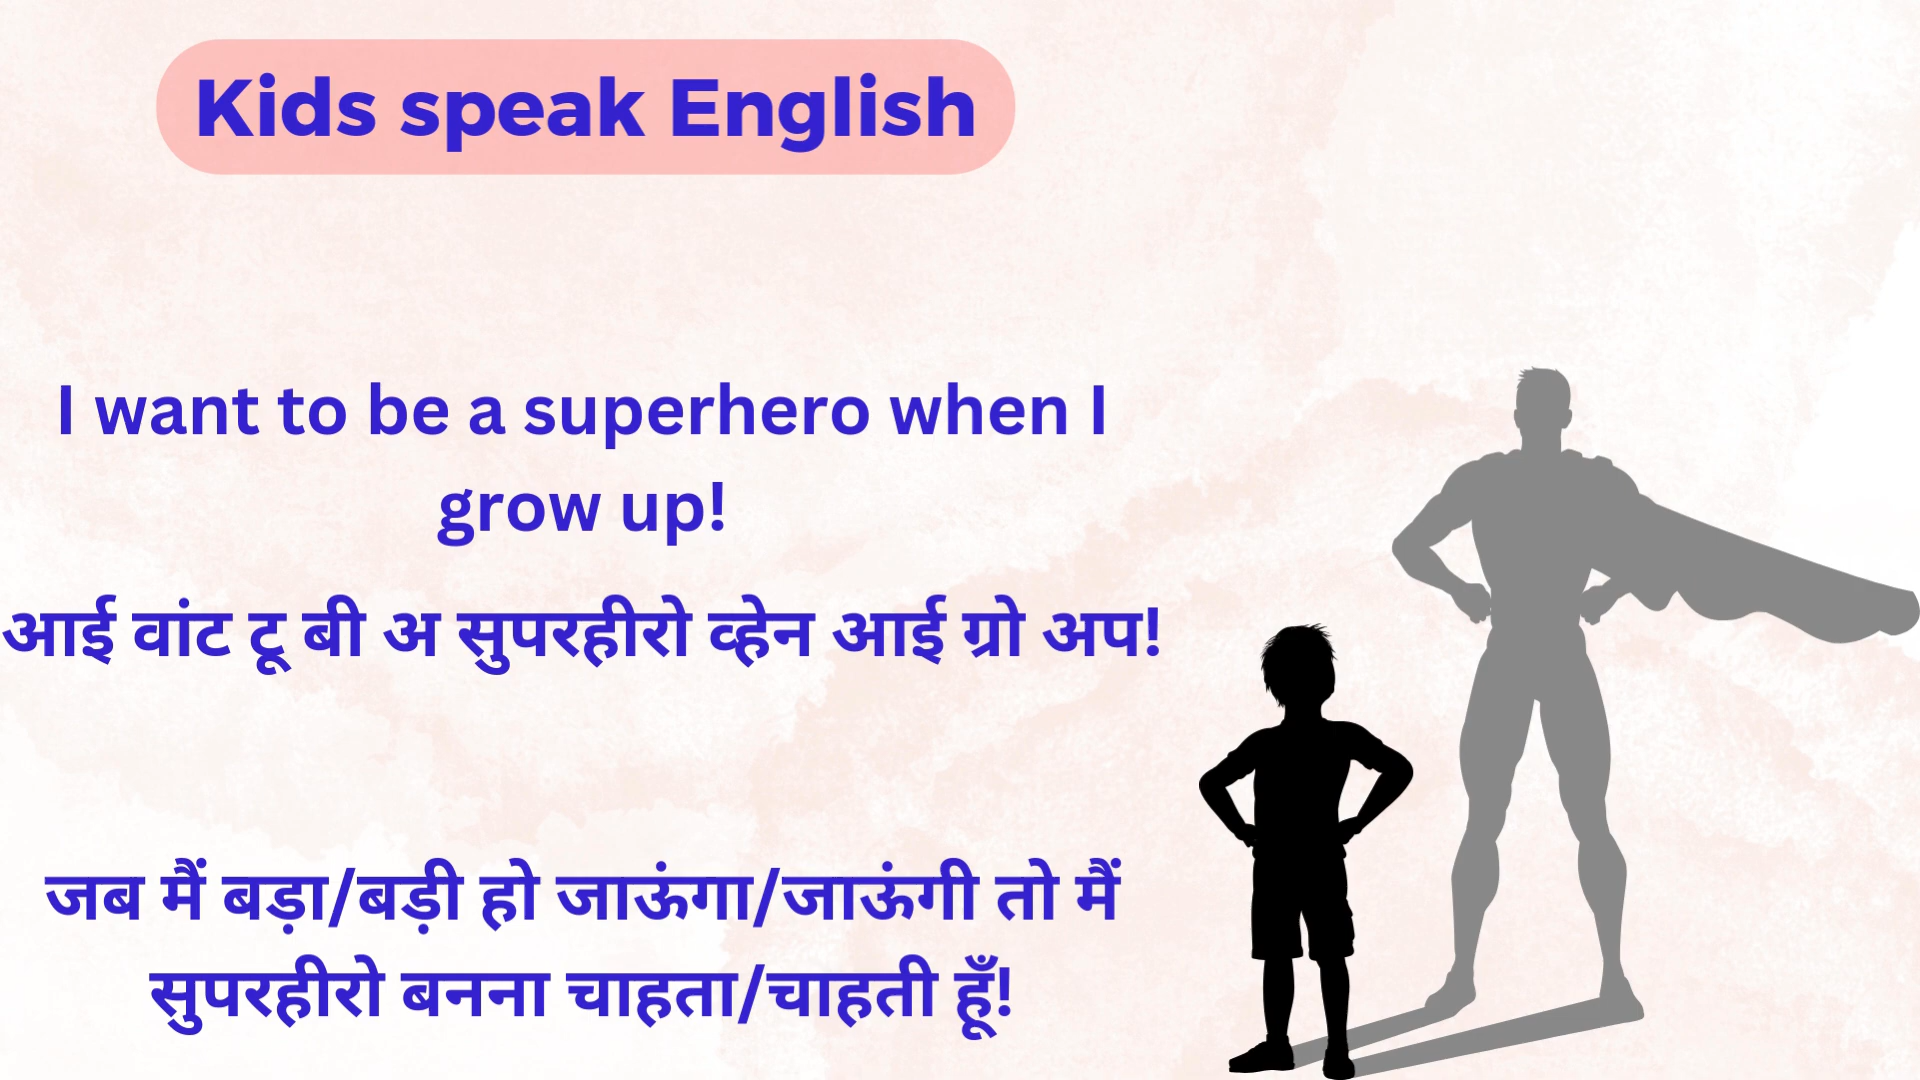 Kids speak English
I want to be a superhero when I
grow up!
आई वांट टू बी अ सुपरहीरो व्हेन आई ग्रो अप!
जब मैं बड़ा/बड़ी हो जाऊंगा/जाऊंगी तो मैं
सुपरहीरो बनना चाहता/चाहती हूँ!